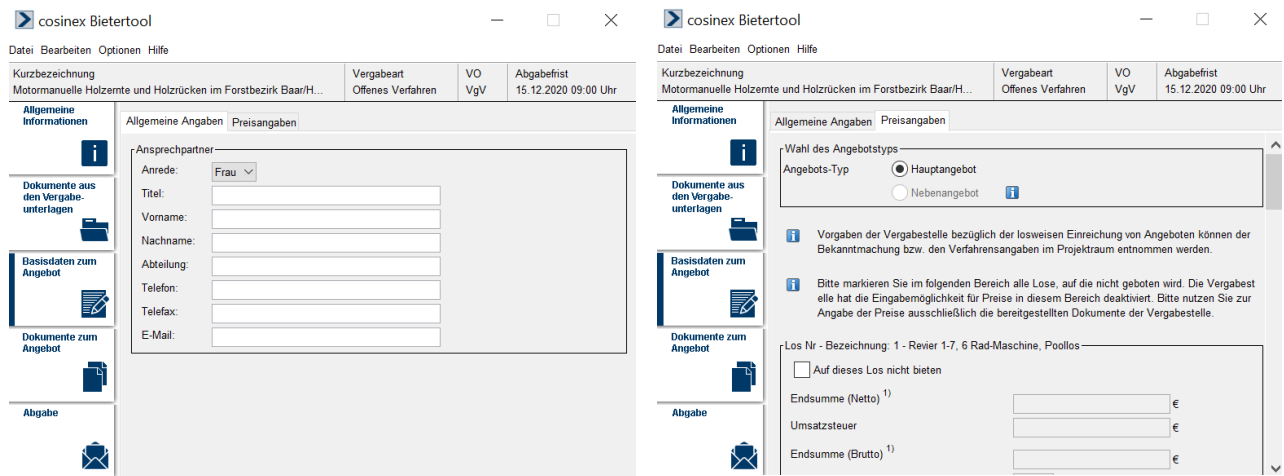 cosinex Bietertool
Datei Bearbeiten Optionen Hilfe
Kurzbezeichnung
Motormanuelle Holzernte und Holzrücken im Forstbezirk Baar/H...
Vergabeart
Offenes Verfahren
VO
VgV
Abgabefrist
15.12.2020 09:00 Uhr
Allgemeine
Informationen
Dokumente aus
den Vergabe-
unterlagen
Basisdaten zum
Angebot
Dokumente zum
Angebot
Abgabe
Allgemeine Angaben Preisangaben
Ansprechpartner
Anrede: Frau
Titel:
Vorname:
Nachname:
Abteilung:
Telefon:
Telefax:
E-Mail:
cosinex Bietertool
Datei Bearbeiten Optionen Hilfe
Kurzbezeichnung
Motormanuelle Holzernte und Holzrücken im Forstbezirk Baar/H...
Vergabeart
Offenes Verfahren
VO
VgV
Abgabefrist
15.12.2020 09:00 Uhr
Allgemeine
Informationen
Dokumente aus
den Vergabe-
unterlagen
Basisdaten zum
Angebot
Dokumente zum
Angebot
Abgabe
Allgemeine Angaben Preisangaben
Wahl des Angebotstyps
Angebots-Typ Hauptangebot
Nebenangebot
Vorgaben der Vergabestelle bezüglich der losweisen Einreichung von Angeboten können der
Bekanntmachung bzw. den Verfahrensangaben im Projektraum entnommen werden.
Bitte markieren Sie im folgenden Bereich alle Lose, auf die nicht geboten wird. Die Vergabest
elle hat die Eingabemöglichkeit für Preise in diesem Bereich deaktiviert. Bitte nutzen Sie zur
Angabe der Preise ausschließlich die bereitgestellten Dokumente der Vergabestelle.
Los Nr - Bezeichnung: 1 - Revier 1-7, 6 Rad-Maschine, Poollos
Auf dieses Los nicht bieten
Endsumme (Netto) 1) €
Umsatzsteuer €
Endsumme (Brutto) 1) €